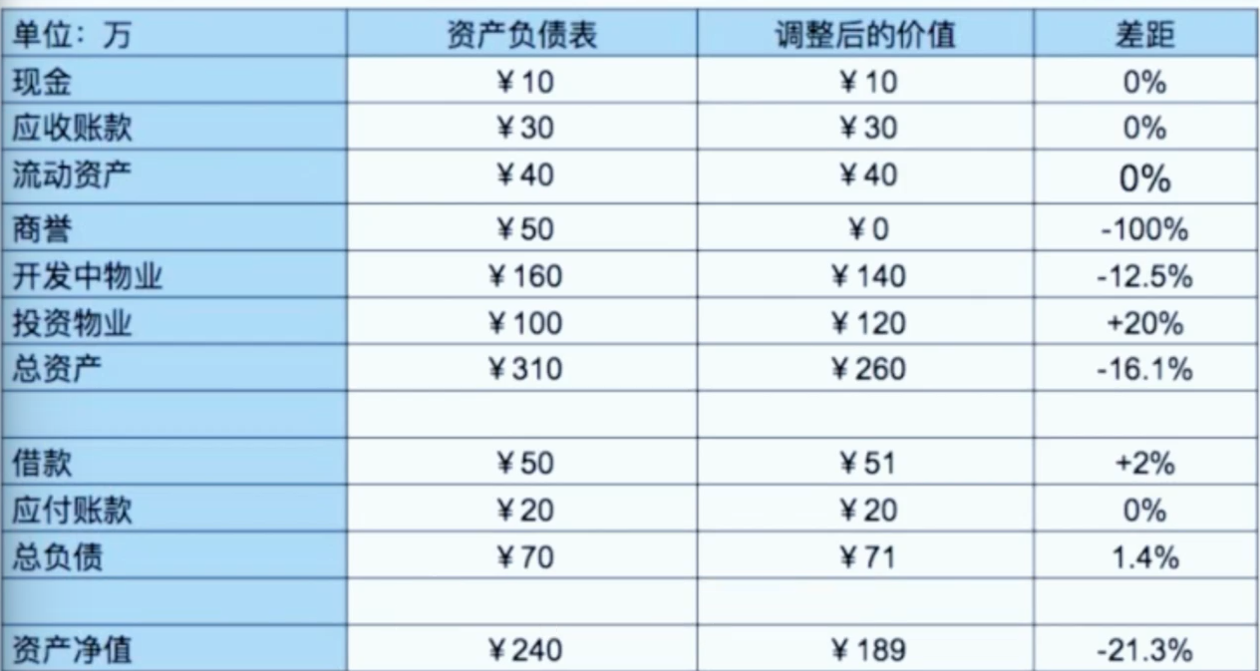 单位：万 资产负债表 调整后的价值 差距
现金 ￥10 ￥10 0%
应收账款 ￥30 ￥30 0%
流动资产 ￥40 ￥40 0%
商誉 ￥50 ￥0 -100%
开发中物业 ￥160 ￥140 -12.5%
投资物业 ￥100 ￥120 +20%
总资产 ￥310 ￥260 -16.1%
借款 ￥50 ￥51 +2%
应付账款 ￥20 ￥20 0%
总负债 ￥70 ￥71 1.4%
资产净值 ￥240 ￥189 -21.3%